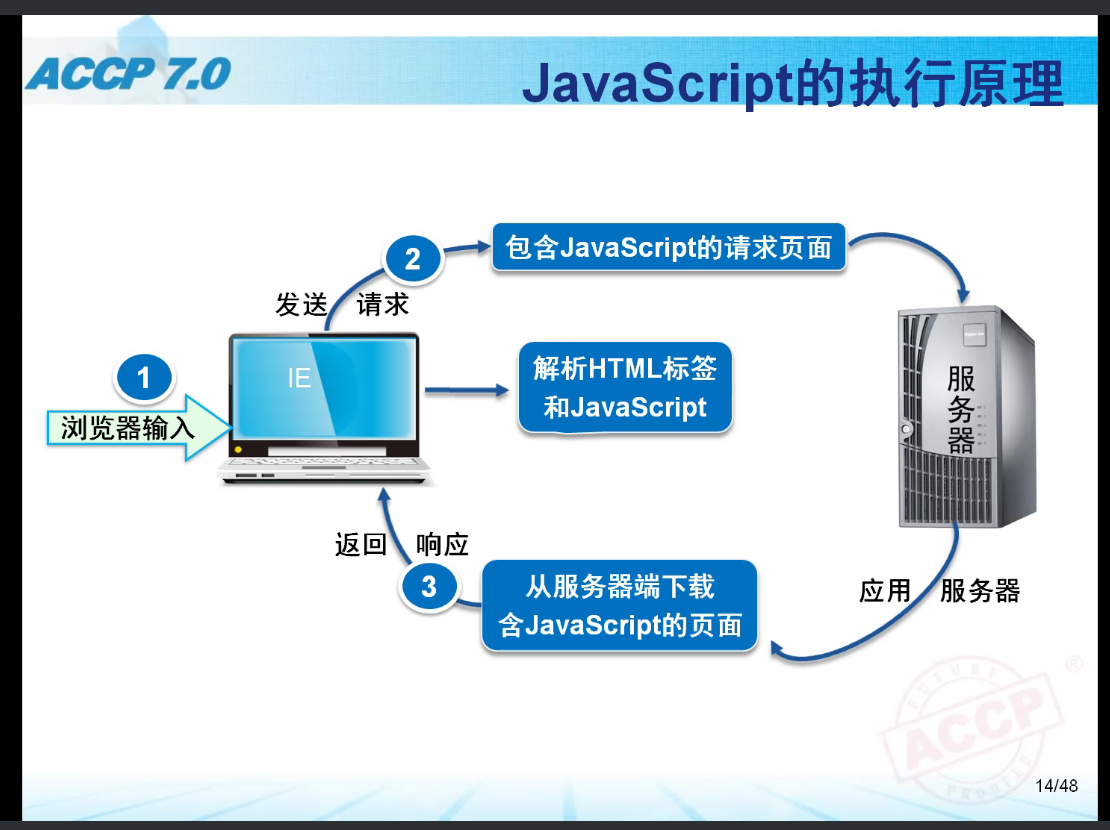 ACCP 7.0
JavaScript的执行原理
2
包含JavaScript的请求页面
发送 请求
1
浏览器输入
IE
解析HTML标签
和JavaScript
服
务
器
返回 响应
3
从服务器端下载
含JavaScript的页面
应用 服务器
FUTURE
ACCP
PROOFED
®
14/48